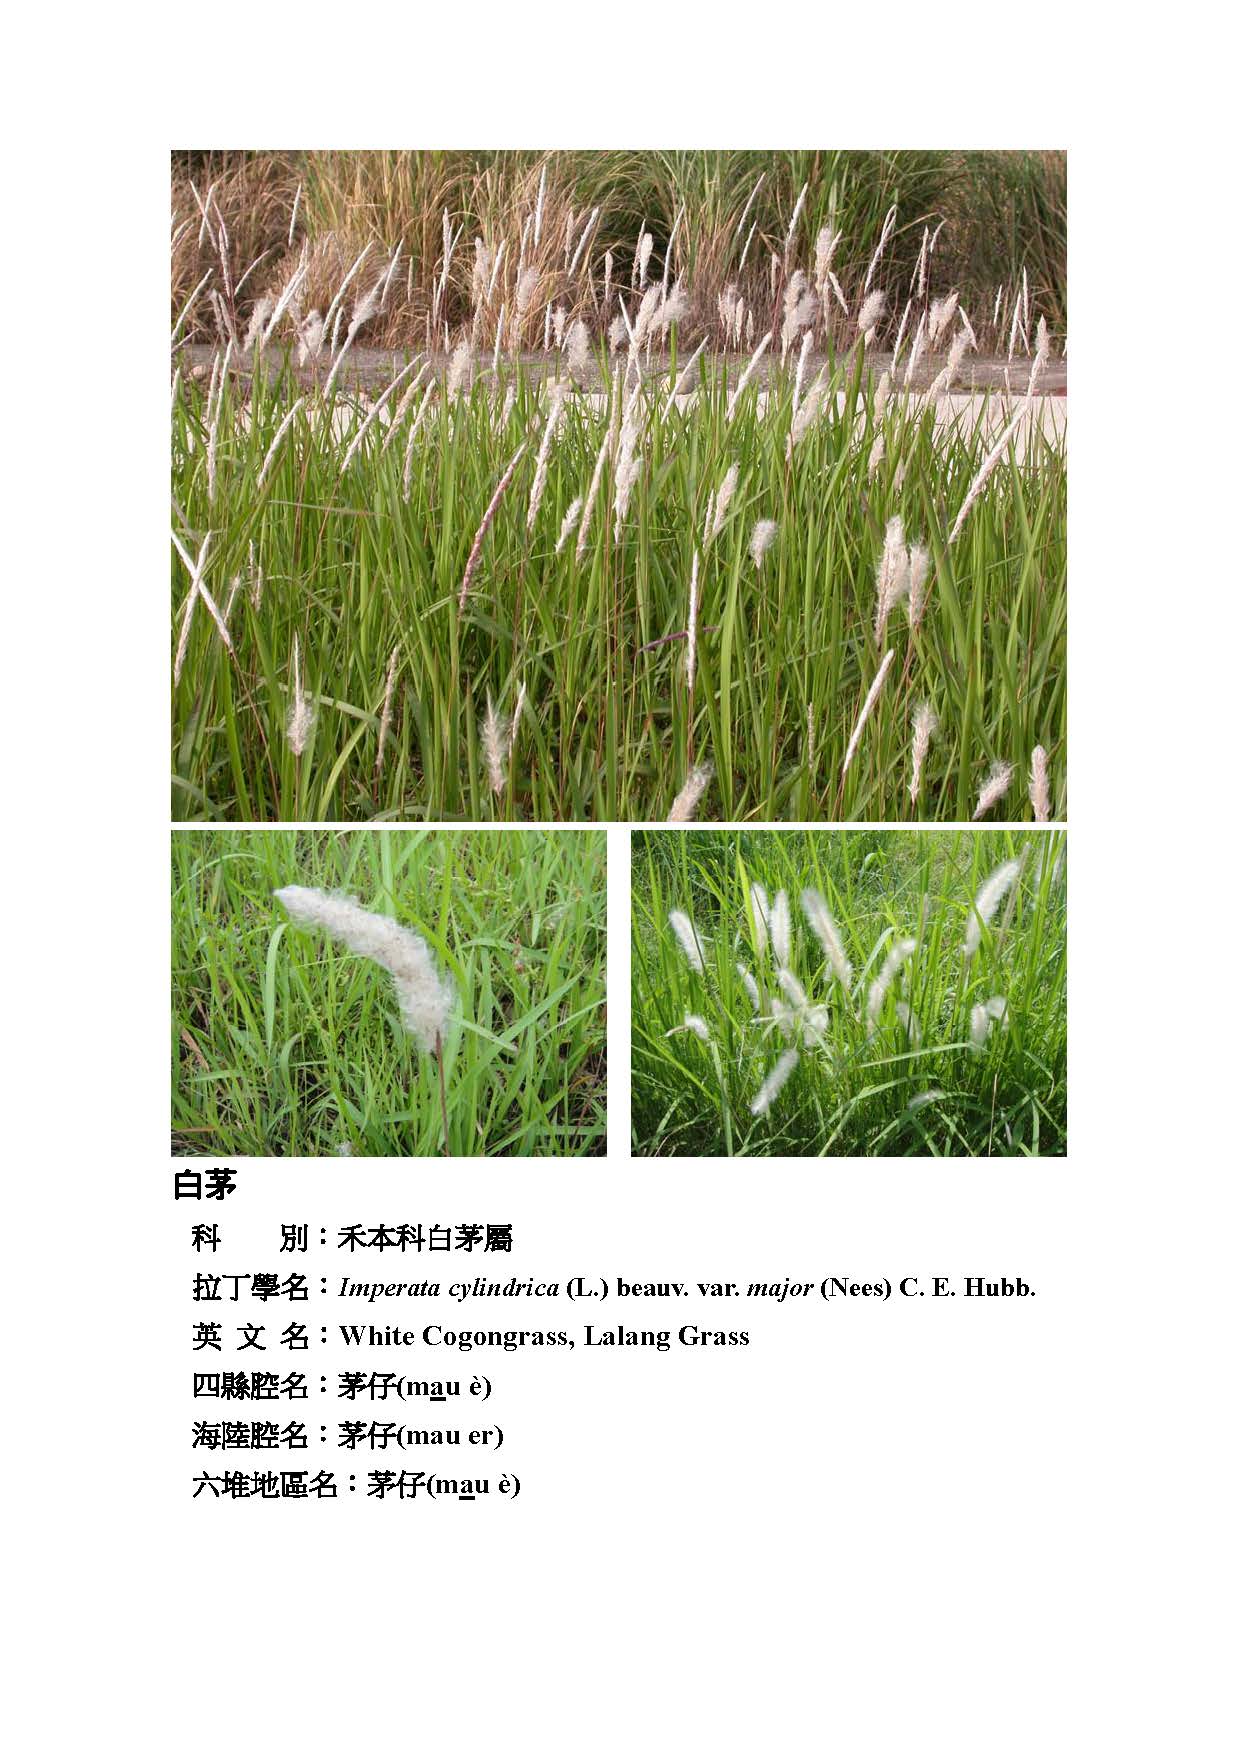 白茅
科　　別：禾本科白茅屬
拉丁學名：Imperata cylindrica (L.) beauv. var. major (Nees) C. E. Hubb.
英 文 名：White Cogongrass, Lalang Grass
四縣腔名：茅仔(ma̲u è)
海陸腔名：茅仔(mau er)
六堆地區名：茅仔(ma̲u è)